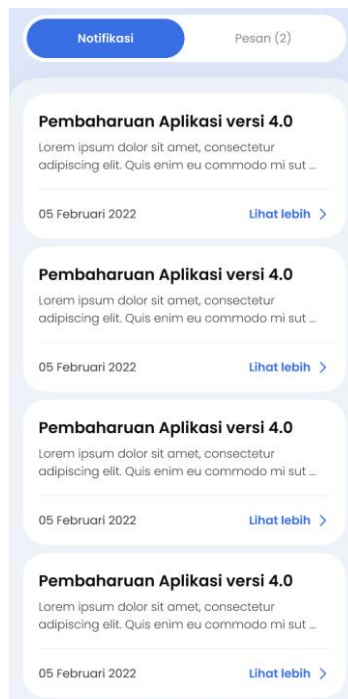 Notifikasi
Pesan (2)
Pembaharuan Aplikasi versi 4.0
Lorem ipsum dolor sit amet, consectetur
adipiscing elit. Quis enim eu commodo mi sut ...
05 Februari 2022
Lihat lebih >
Pembaharuan Aplikasi versi 4.0
Lorem ipsum dolor sit amet, consectetur
adipiscing elit. Quis enim eu commodo mi sut ...
05 Februari 2022
Lihat lebih >
Pembaharuan Aplikasi versi 4.0
Lorem ipsum dolor sit amet, consectetur
adipiscing elit. Quis enim eu commodo mi sut ...
05 Februari 2022
Lihat lebih >
Pembaharuan Aplikasi versi 4.0
Lorem ipsum dolor sit amet, consectetur
adipiscing elit. Quis enim eu commodo mi sut ...
05 Februari 2022
Lihat lebih >